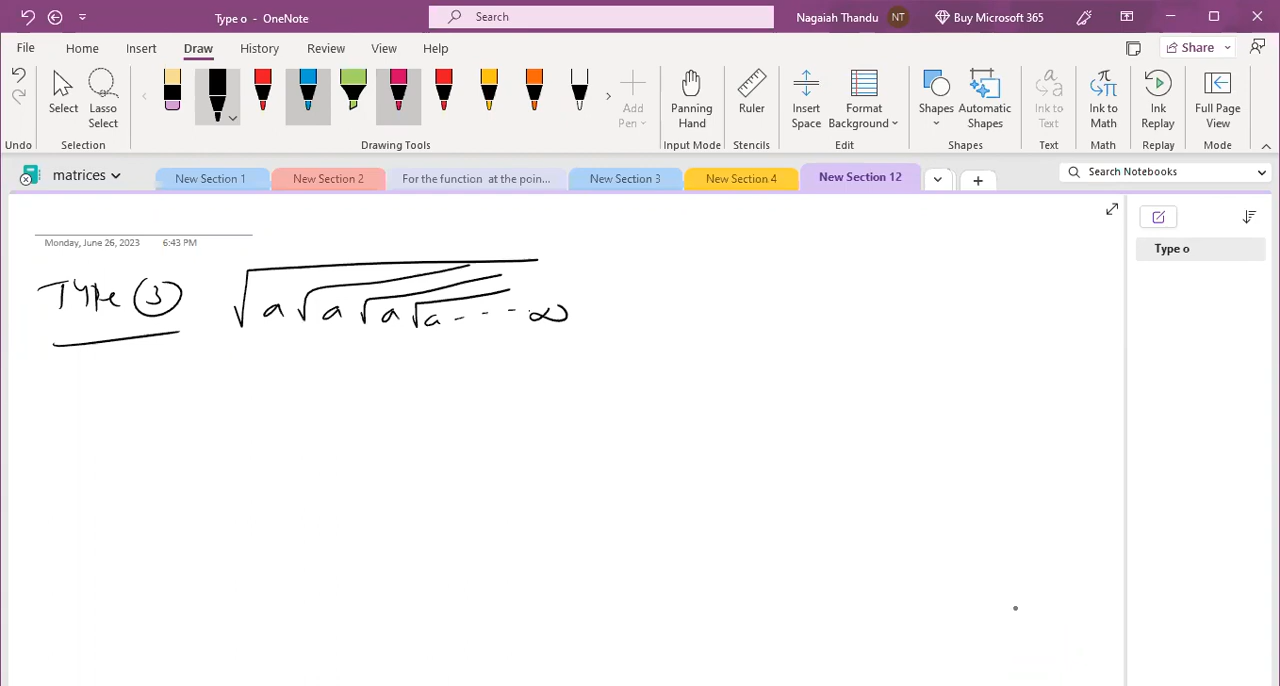 Type o - OneNote
Search
Nagaiah Thandu
NT
Buy Microsoft 365
File
Home
Insert
Draw
History
Review
View
Help
Share
Select
Lasso Select
Add Pen
Panning Hand
Ruler
Insert Space
Format Background
Shapes
Automatic Shapes
Ink to Text
Ink to Math
Ink Replay
Full Page View
Undo
Selection
Drawing Tools
Input Mode
Stencils
Edit
Shapes
Text
Math
Replay
Mode
matrices
New Section 1
New Section 2
For the function at the poin...
New Section 3
New Section 4
New Section 12
Search Notebooks
Monday, June 26, 2023 6:43 PM
Type o
Type (3) √a√a√a√a - - - - ∞